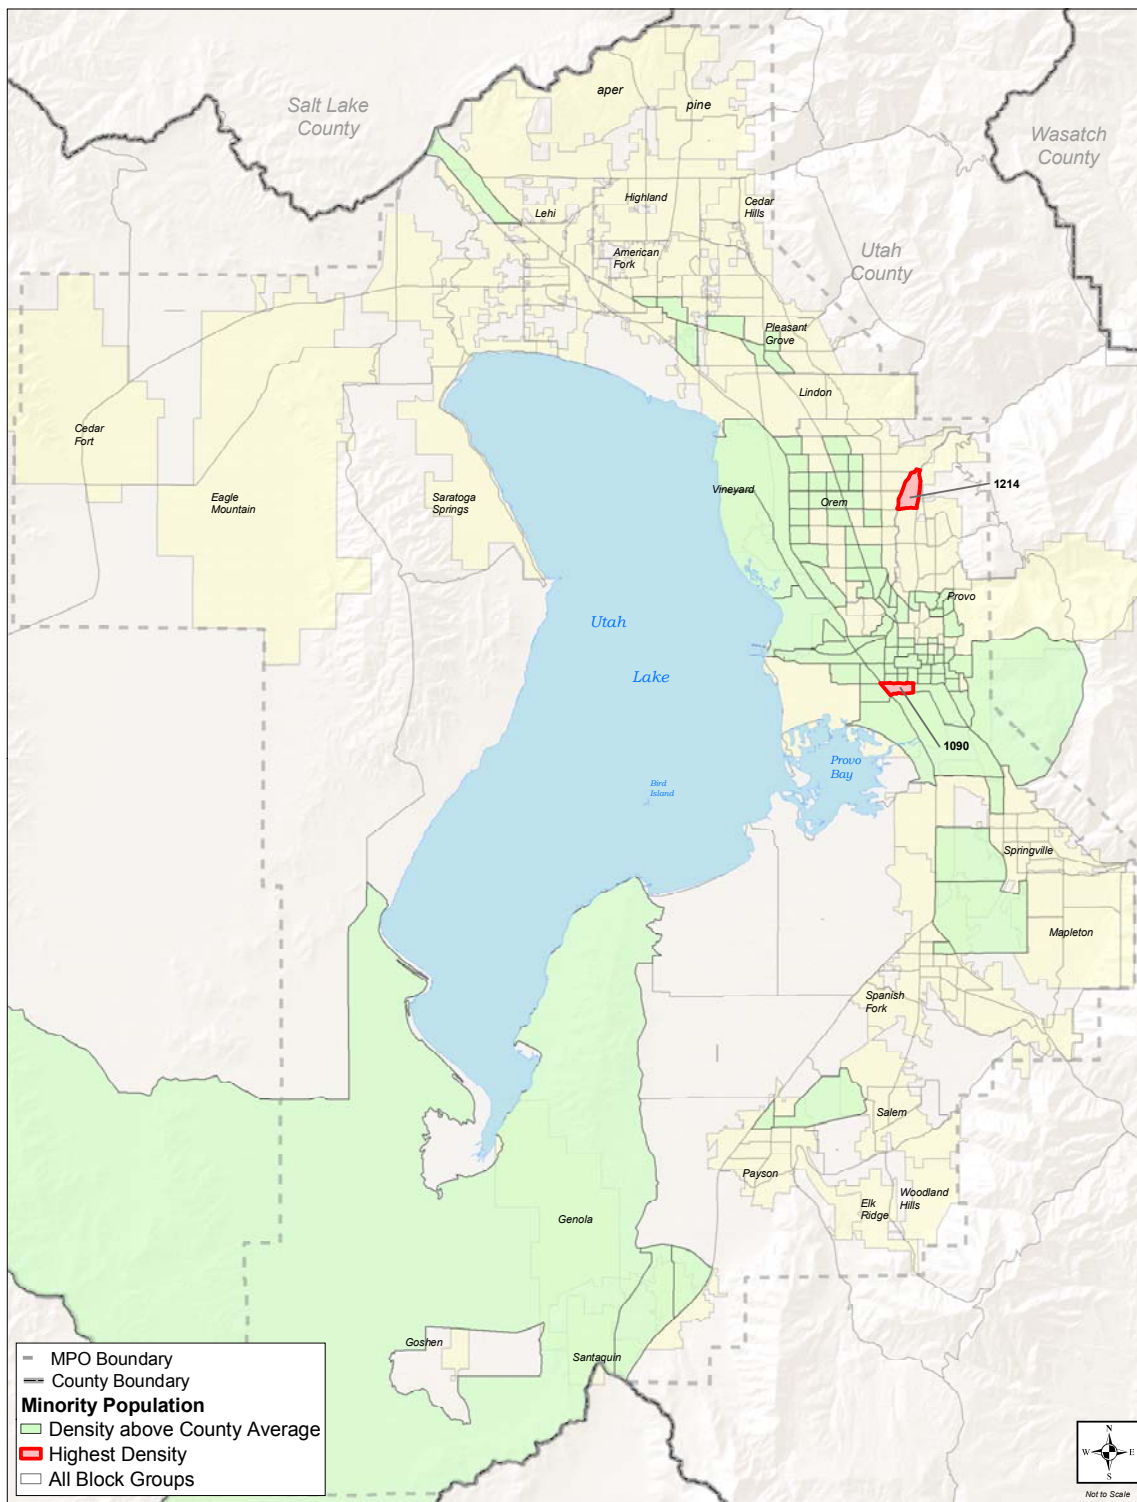 Salt Lake
County
aper
pine
Wasatch
County
Highland
Cedar
Hills
Lehi
American
Fork
Utah
County
Pleasant
Grove
Lindon
Cedar
Fort
Eagle
Mountain
Saratoga
Springs
Vineyard
Orem
1214
Provo
Utah
Lake
1090
Provo
Bay
Bird
Island
Springville
Mapleton
Spanish
Fork
Salem
Payson
Elk
Ridge
Woodland
Hills
Genola
Goshen
Santaquin
MPO Boundary
County Boundary
Minority Population
Density above County Average
Highest Density
All Block Groups
N
W E
S
Not to Scale